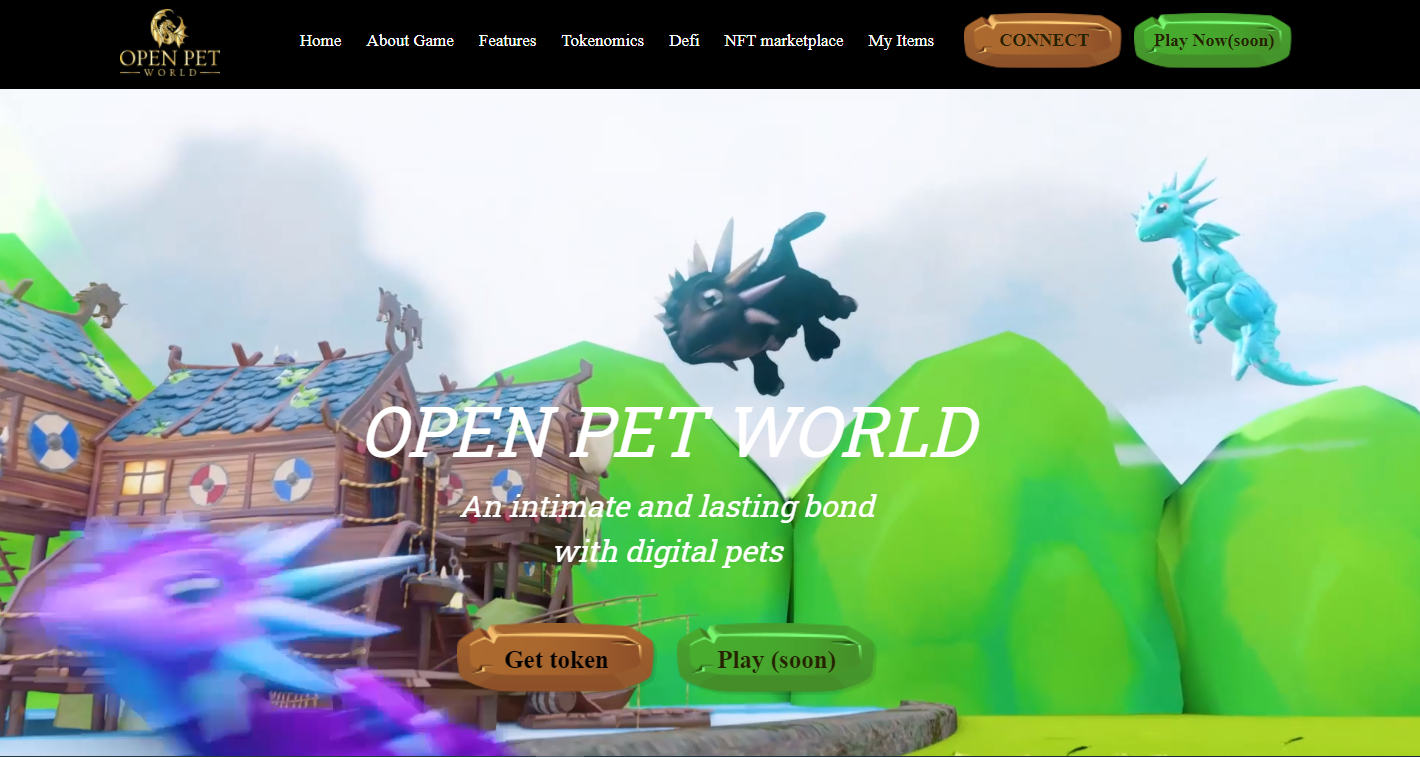 OPEN PET
WORLD
Home
About Game
Features
Tokenomics
Defi
NFT marketplace
My Items
CONNECT
Play Now(soon)
OPEN PET WORLD
An intimate and lasting bond
with digital pets
Get token
Play (soon)